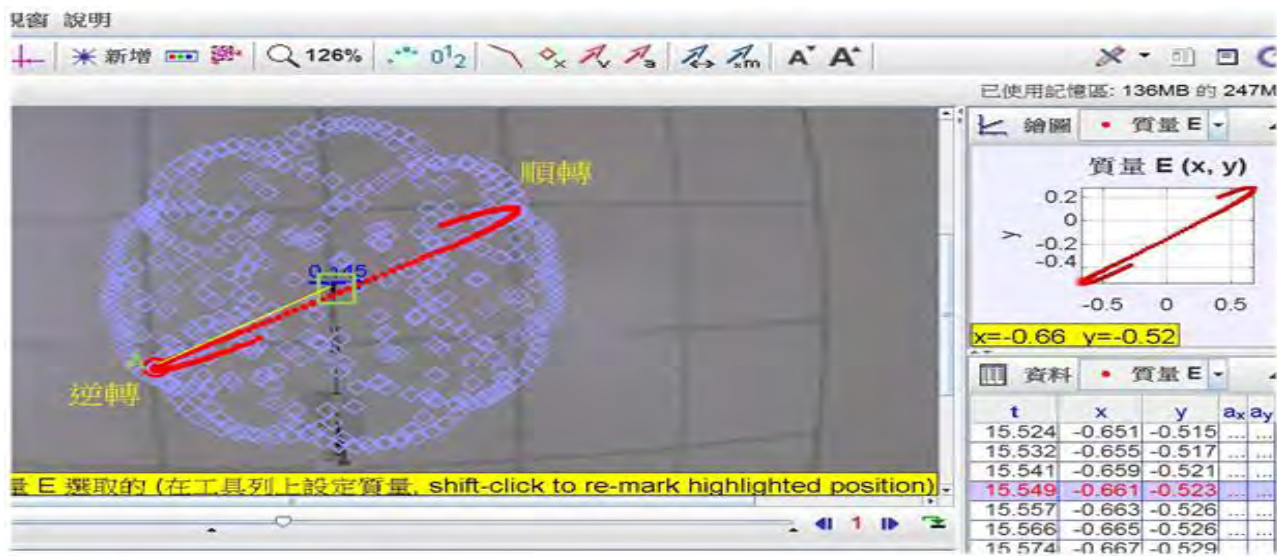 視窗 說明
新增 126% 0¹2 v a m A A
已使用記憶區: 136MB 的 247M
繪圖 質量 E
質量 E (x, y)
0.2
0
-0.2
-0.4
y
-0.5 0 0.5
x=-0.66 y=-0.52
順轉
逆轉
資料 質量 E
t x y ax ay
15.524 -0.651 -0.515 ... ...
15.532 -0.655 -0.517 ... ...
15.541 -0.659 -0.521 ... ...
15.549 -0.661 -0.523 ... ...
15.557 -0.663 -0.526 ... ...
15.566 -0.665 -0.526 ... ...
15.574 -0.667 -0.529 ... ...
量 E 選取的 (在工具列上設定質量, shift-click to re-mark highlighted position)
1